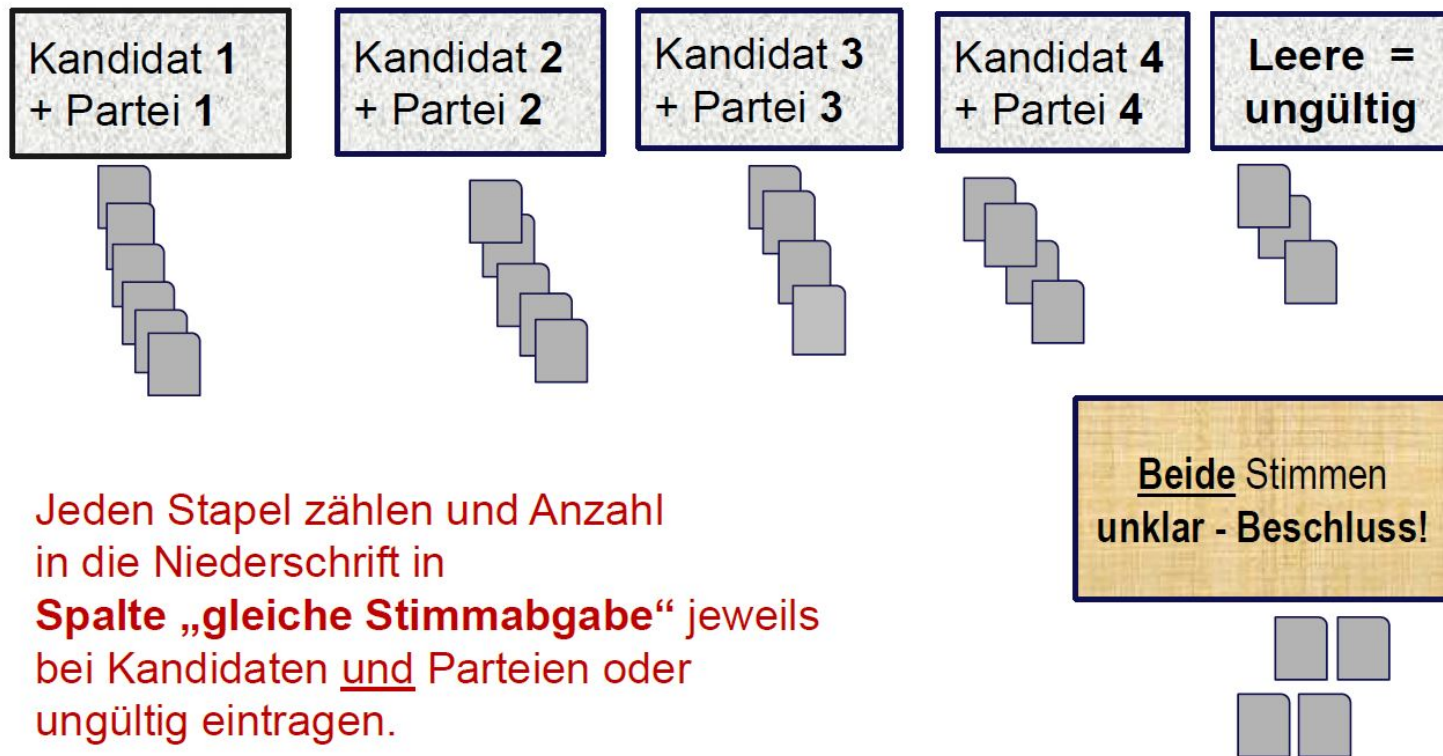 Kandidat 1
+ Partei 1
Kandidat 2
+ Partei 2
Kandidat 3
+ Partei 3
Kandidat 4
+ Partei 4
Leere =
ungültig
Beide Stimmen
unklar - Beschluss!
Jeden Stapel zählen und Anzahl
in die Niederschrift in
Spalte „gleiche Stimmabgabe“ jeweils
bei Kandidaten und Parteien oder
ungültig eintragen.